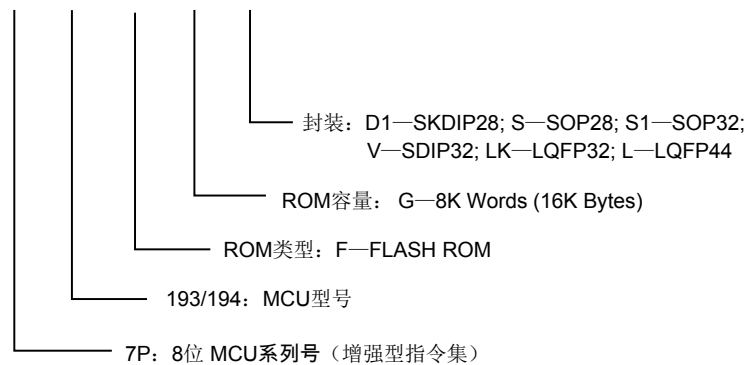 封装：D1—SKDIP28; S—SOP28; S1—SOP32;
V—SDIP32; LK—LQFP32; L—LQFP44
ROM容量： G—8K Words (16K Bytes)
ROM类型：F—FLASH ROM
193/194：MCU型号
7P：8位 MCU系列号（增强型指令集）